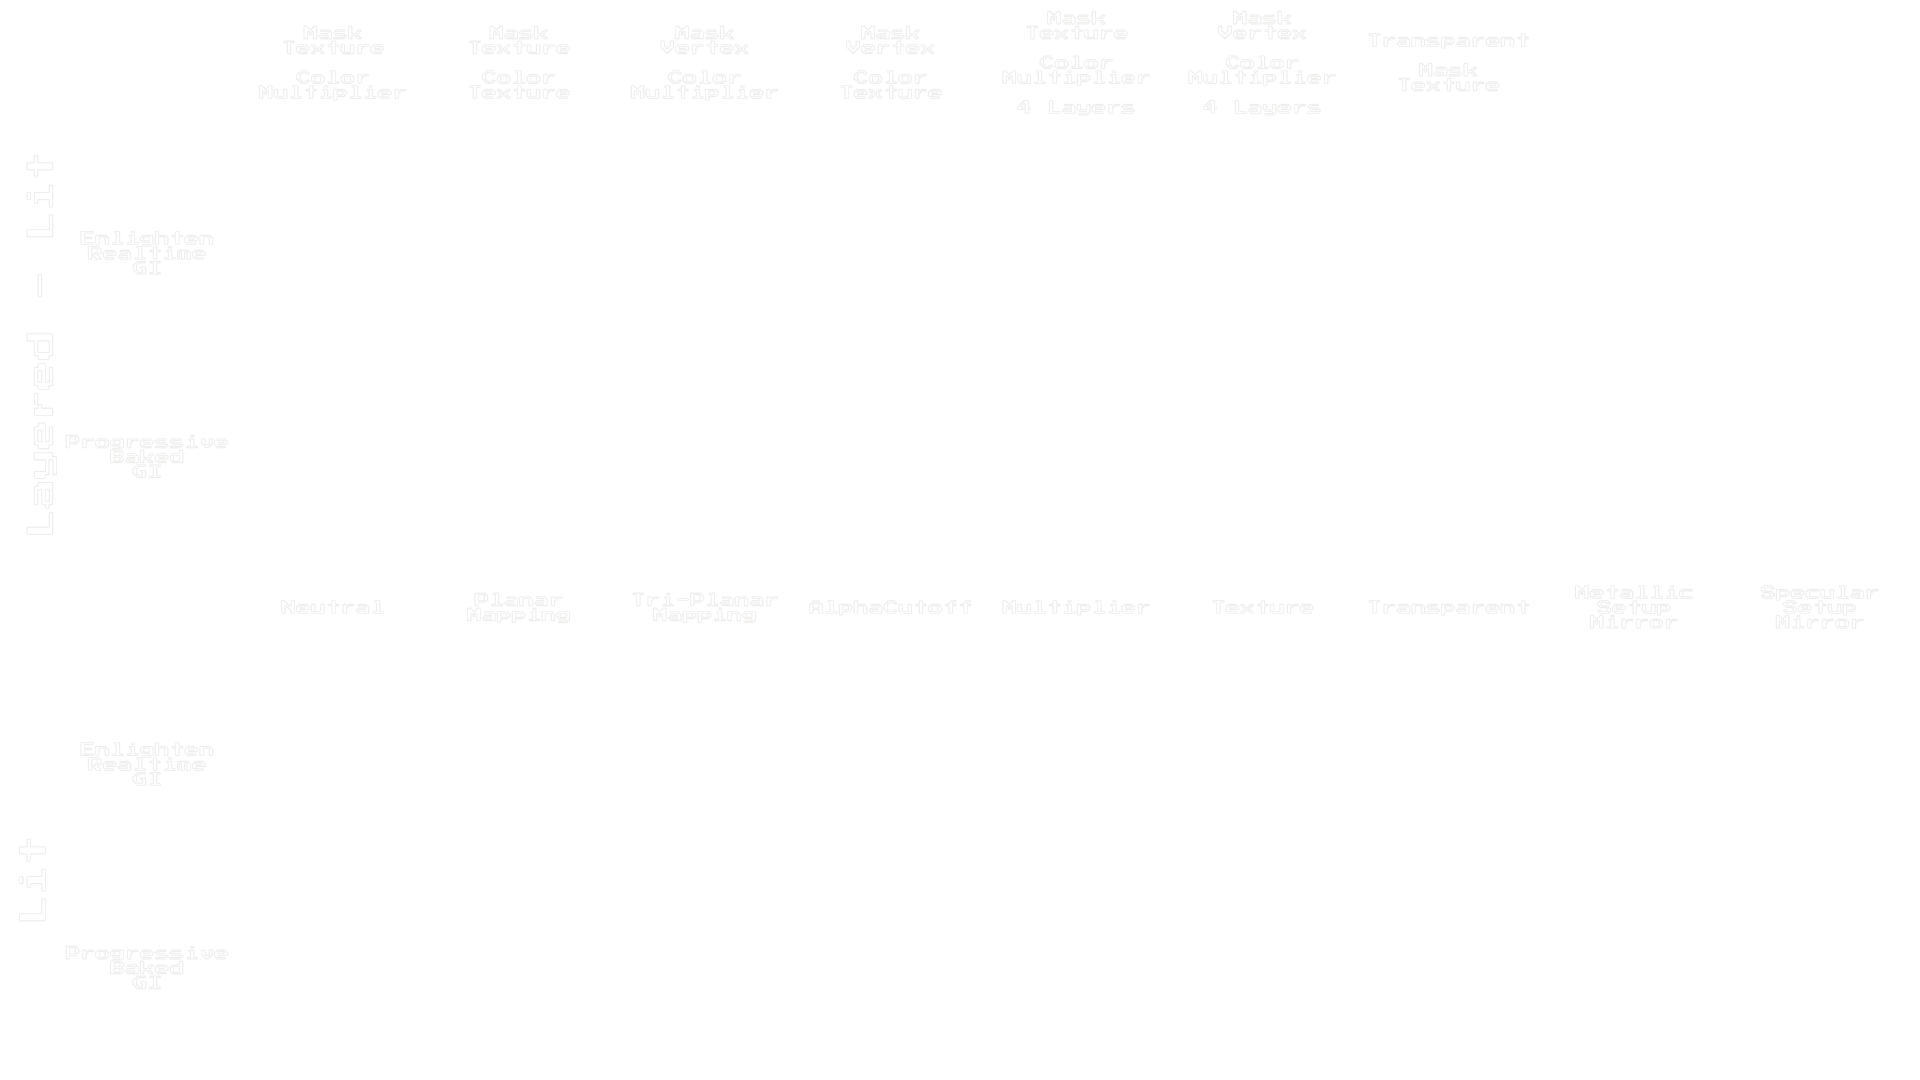 Mask
Texture
Color
Multiplier
Mask
Texture
Color
Texture
Mask
Vertex
Color
Multiplier
Mask
Vertex
Color
Texture
Mask
Texture
Color
Multiplier
4 Layers
Mask
Vertex
Color
Multiplier
4 Layers
Transparent
Mask
Texture
Layered - Lit
Enlighten
Realtime
GI
Progressive
Baked
GI
Neutral
Planar
Mapping
Tri-Planar
Mapping
AlphaCutoff
Multiplier
Texture
Transparent
Metallic
Setup
Mirror
Specular
Setup
Mirror
Lit
Enlighten
Realtime
GI
Progressive
Baked
GI